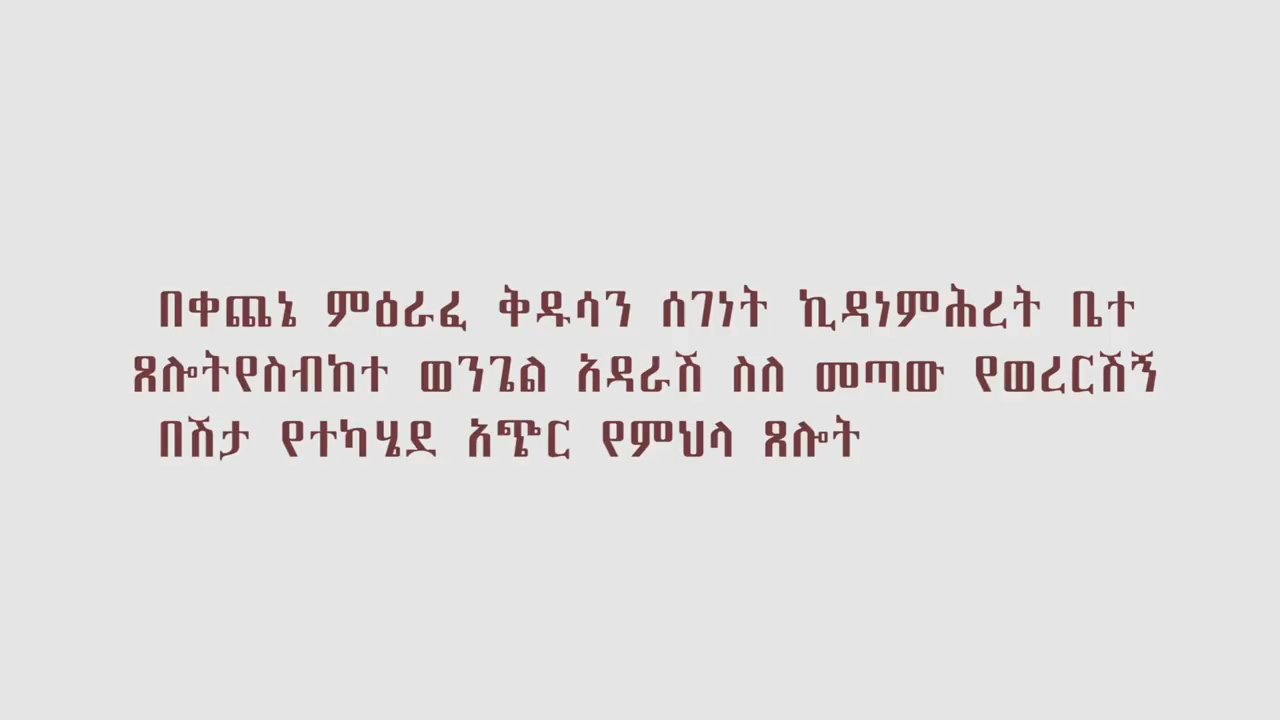 በቀጨኔ ምዕራፈ ቅዱሳን ሰገነት ኪዳነምሕረት ቤተ
ጸሎትየስብከተ ወንጌል አዳራሽ ስለ መጣው የወረርሽኝ
በሽታ የተካሄደ አጭር የምህላ ጸሎት